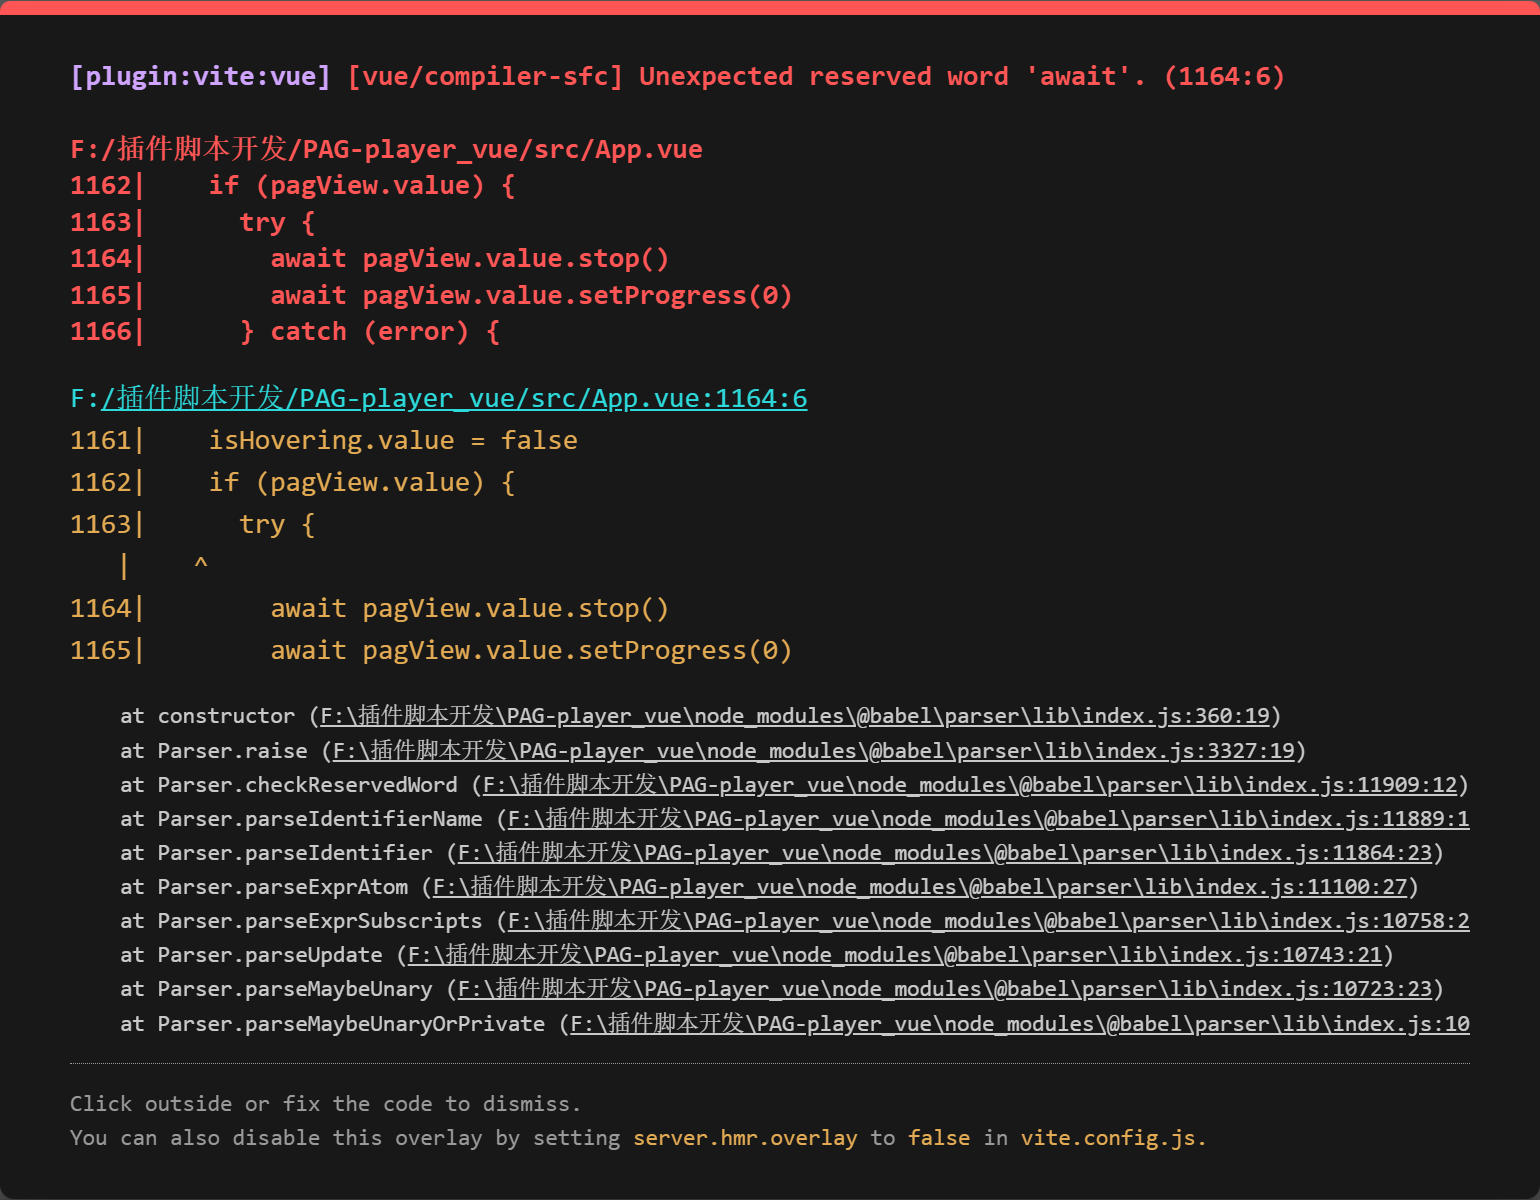 [plugin:vite:vue] [vue/compiler-sfc] Unexpected reserved word 'await'. (1164:6)
F:/插件脚本开发/PAG-player_vue/src/App.vue
1162|    if (pagView.value) {
1163|      try {
1164|        await pagView.value.stop()
1165|        await pagView.value.setProgress(0)
1166|      } catch (error) {
F:/插件脚本开发/PAG-player_vue/src/App.vue:1164:6
1161|    isHovering.value = false
1162|    if (pagView.value) {
1163|      try {
|    ^
1164|        await pagView.value.stop()
1165|        await pagView.value.setProgress(0)
at constructor (F:\插件脚本开发\PAG-player_vue\node_modules\@babel\parser\lib\index.js:360:19)
at Parser.raise (F:\插件脚本开发\PAG-player_vue\node_modules\@babel\parser\lib\index.js:3327:19)
at Parser.checkReservedWord (F:\插件脚本开发\PAG-player_vue\node_modules\@babel\parser\lib\index.js:11909:12)
at Parser.parseIdentifierName (F:\插件脚本开发\PAG-player_vue\node_modules\@babel\parser\lib\index.js:11889:1
at Parser.parseIdentifier (F:\插件脚本开发\PAG-player_vue\node_modules\@babel\parser\lib\index.js:11864:23)
at Parser.parseExprAtom (F:\插件脚本开发\PAG-player_vue\node_modules\@babel\parser\lib\index.js:11100:27)
at Parser.parseExprSubscripts (F:\插件脚本开发\PAG-player_vue\node_modules\@babel\parser\lib\index.js:10758:2
at Parser.parseUpdate (F:\插件脚本开发\PAG-player_vue\node_modules\@babel\parser\lib\index.js:10743:21)
at Parser.parseMaybeUnary (F:\插件脚本开发\PAG-player_vue\node_modules\@babel\parser\lib\index.js:10723:23)
at Parser.parseMaybeUnaryOrPrivate (F:\插件脚本开发\PAG-player_vue\node_modules\@babel\parser\lib\index.js:10
Click outside or fix the code to dismiss.
You can also disable this overlay by setting server.hmr.overlay to false in vite.config.js.